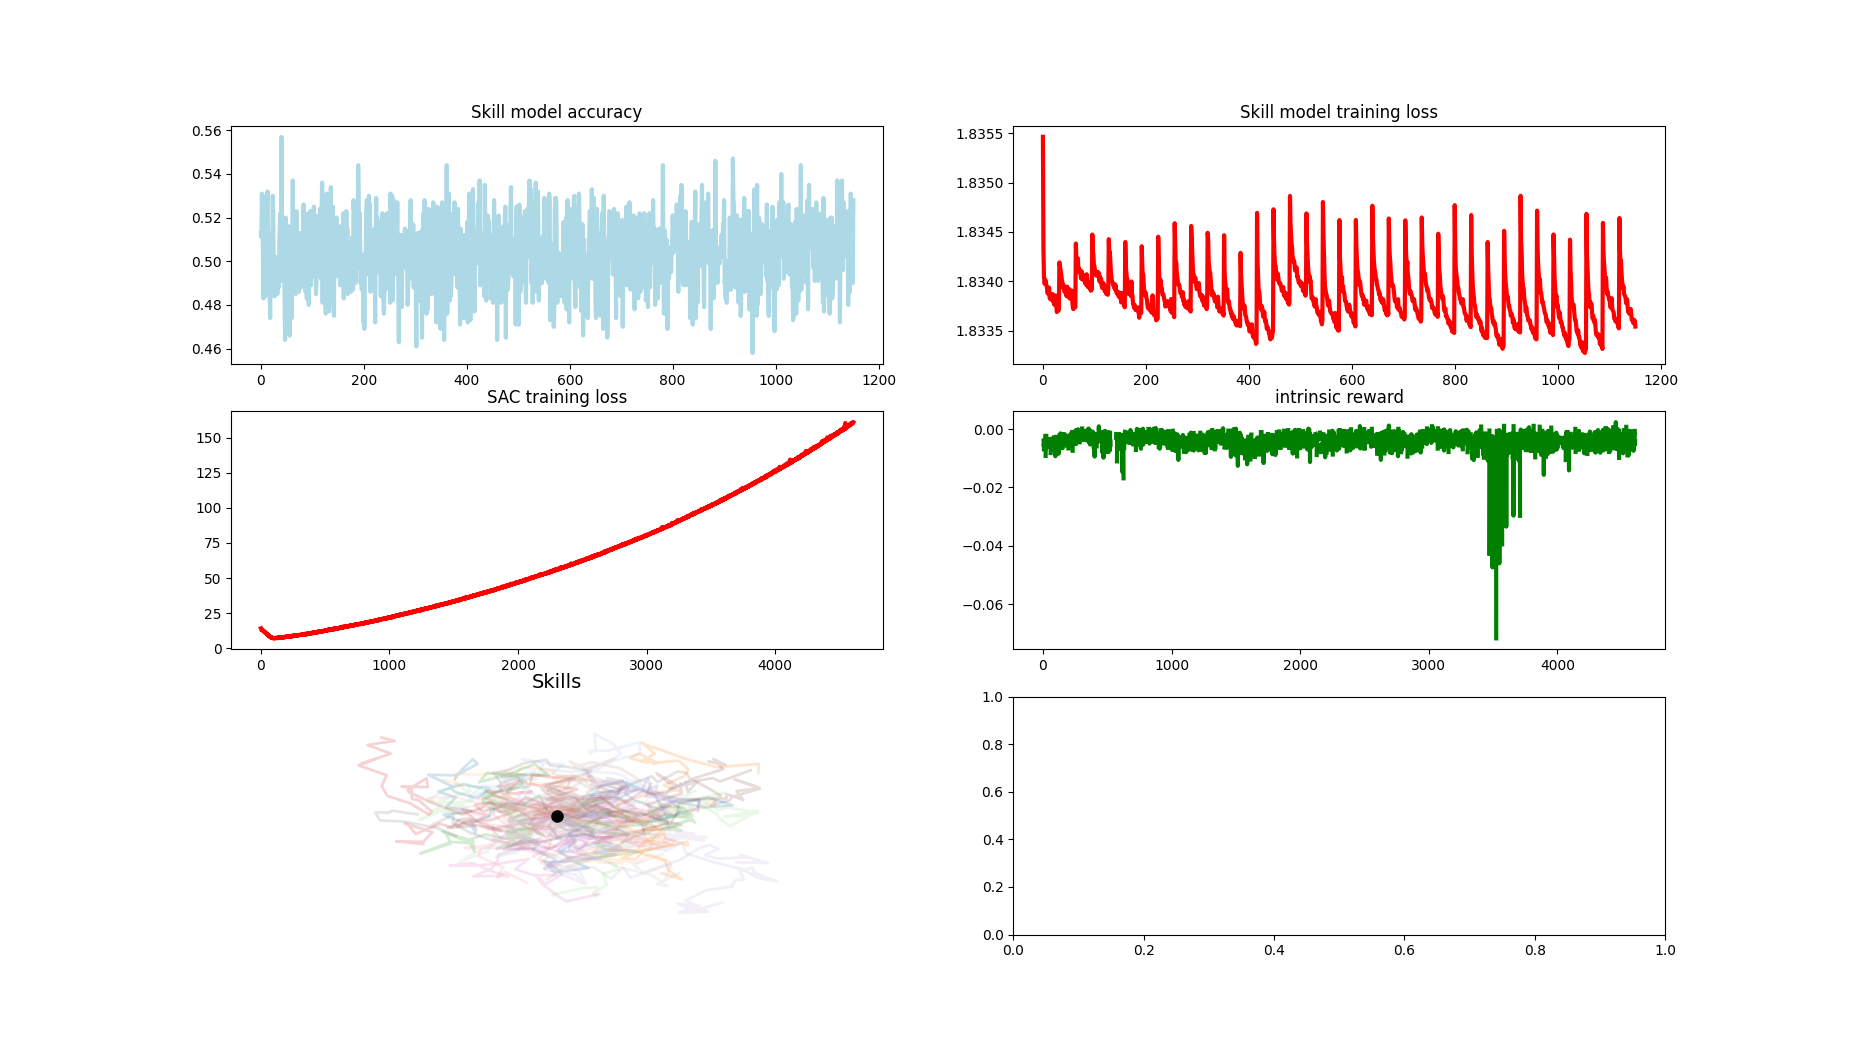 Skill model accuracy
0.56
0.54
0.52
0.50
0.48
0.46
0 200 400 600 800 1000 1200
Skill model training loss
1.8355
1.8350
1.8345
1.8340
1.8335
0 200 400 600 800 1000 1200
SAC training loss
150
125
100
75
50
25
0
0 1000 2000 3000 4000
intrinsic reward
0.00
−0.02
−0.04
−0.06
0 1000 2000 3000 4000
Skills
1.0
0.8
0.6
0.4
0.2
0.0
0.0 0.2 0.4 0.6 0.8 1.0